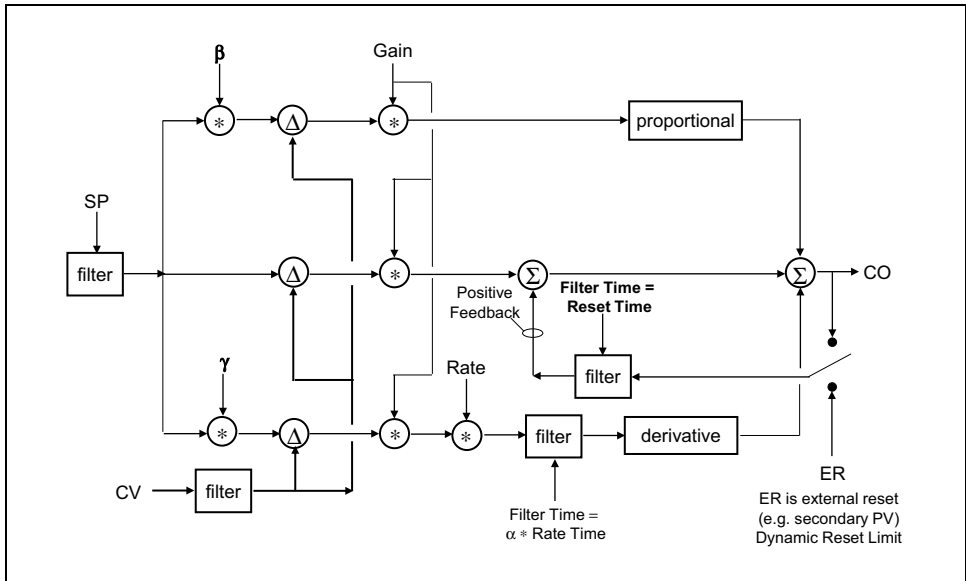 β
Gain
*
Δ
*
proportional
SP
*
filter
Δ
*
Σ
Σ
CO
Positive
Feedback
Filter Time =
Reset Time
filter
γ
Rate
*
Δ
*
*
filter
derivative
CV
filter
ER
Filter Time =
α * Rate Time
ER is external reset
(e.g. secondary PV)
Dynamic Reset Limit